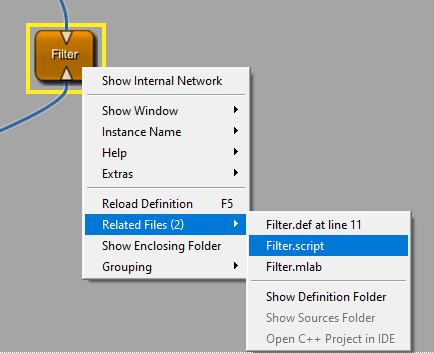 Filter
Show Internal Network
Show Window
Instance Name
Help
Extras
Reload Definition F5
Related Files (2)
Show Enclosing Folder
Grouping
Filter.def at line 11
Filter.script
Filter.mlab
Show Definition Folder
Show Sources Folder
Open C++ Project in IDE